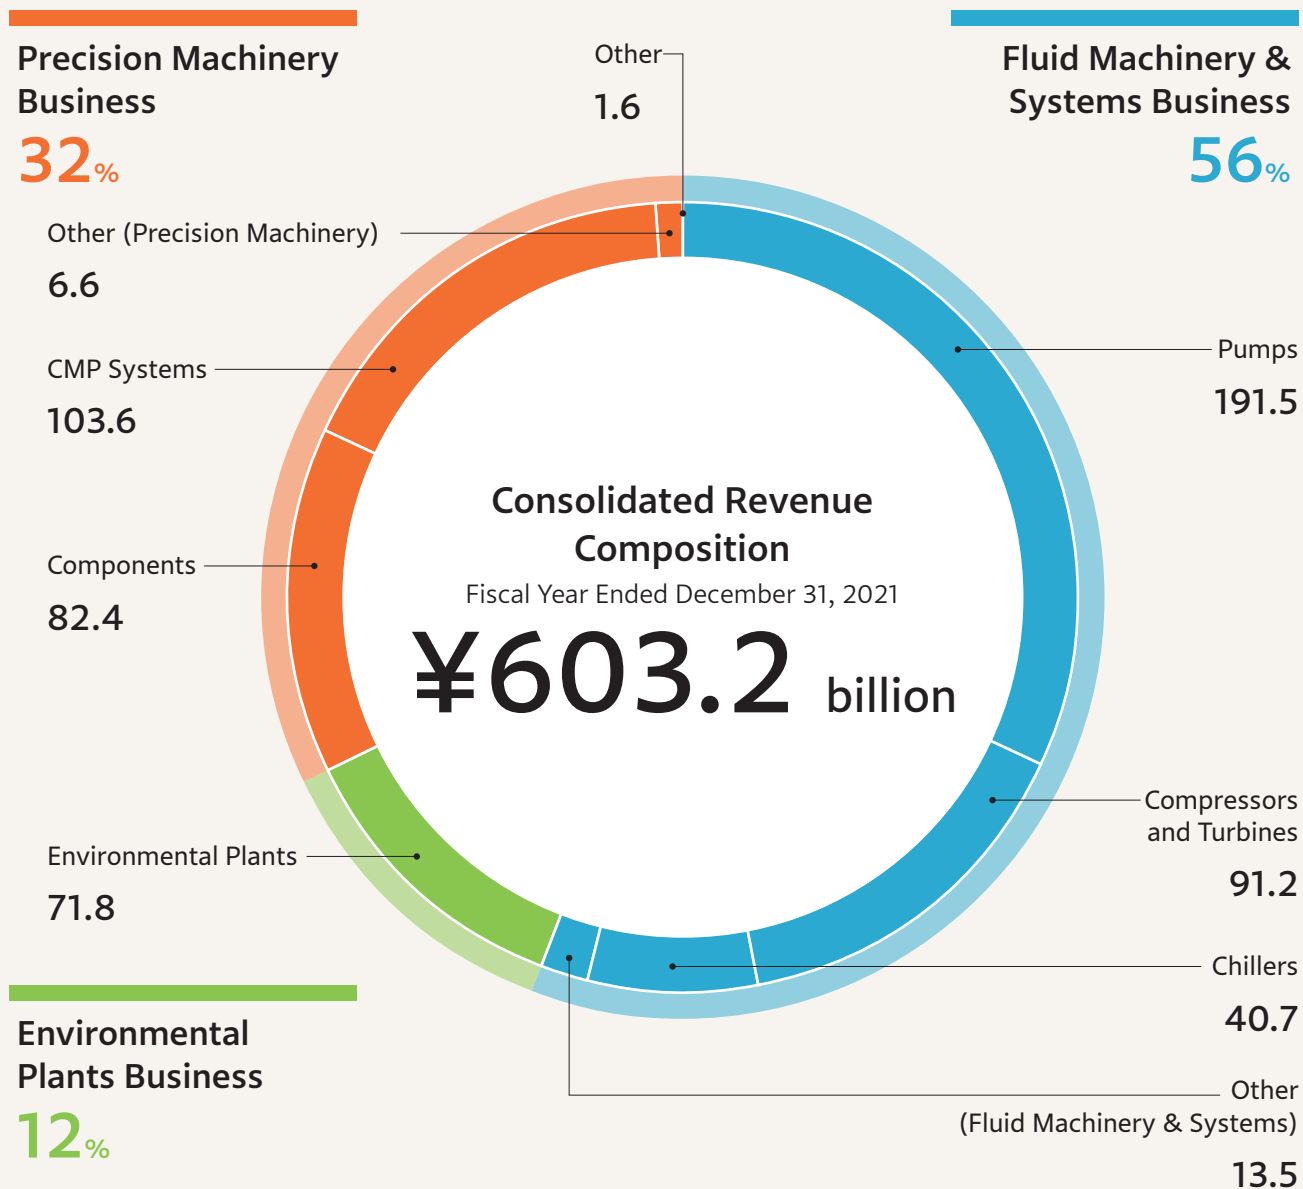 Precision Machinery
Business
32%
Other
1.6
Fluid Machinery &
Systems Business
56%
Other (Precision Machinery)
6.6
CMP Systems
103.6
Components
82.4
Pumps
191.5
Consolidated Revenue
Composition
Fiscal Year Ended December 31, 2021
¥603.2 billion
Compressors
and Turbines
91.2
Environmental Plants
71.8
Chillers
40.7
Environmental
Plants Business
12%
Other
(Fluid Machinery & Systems)
13.5